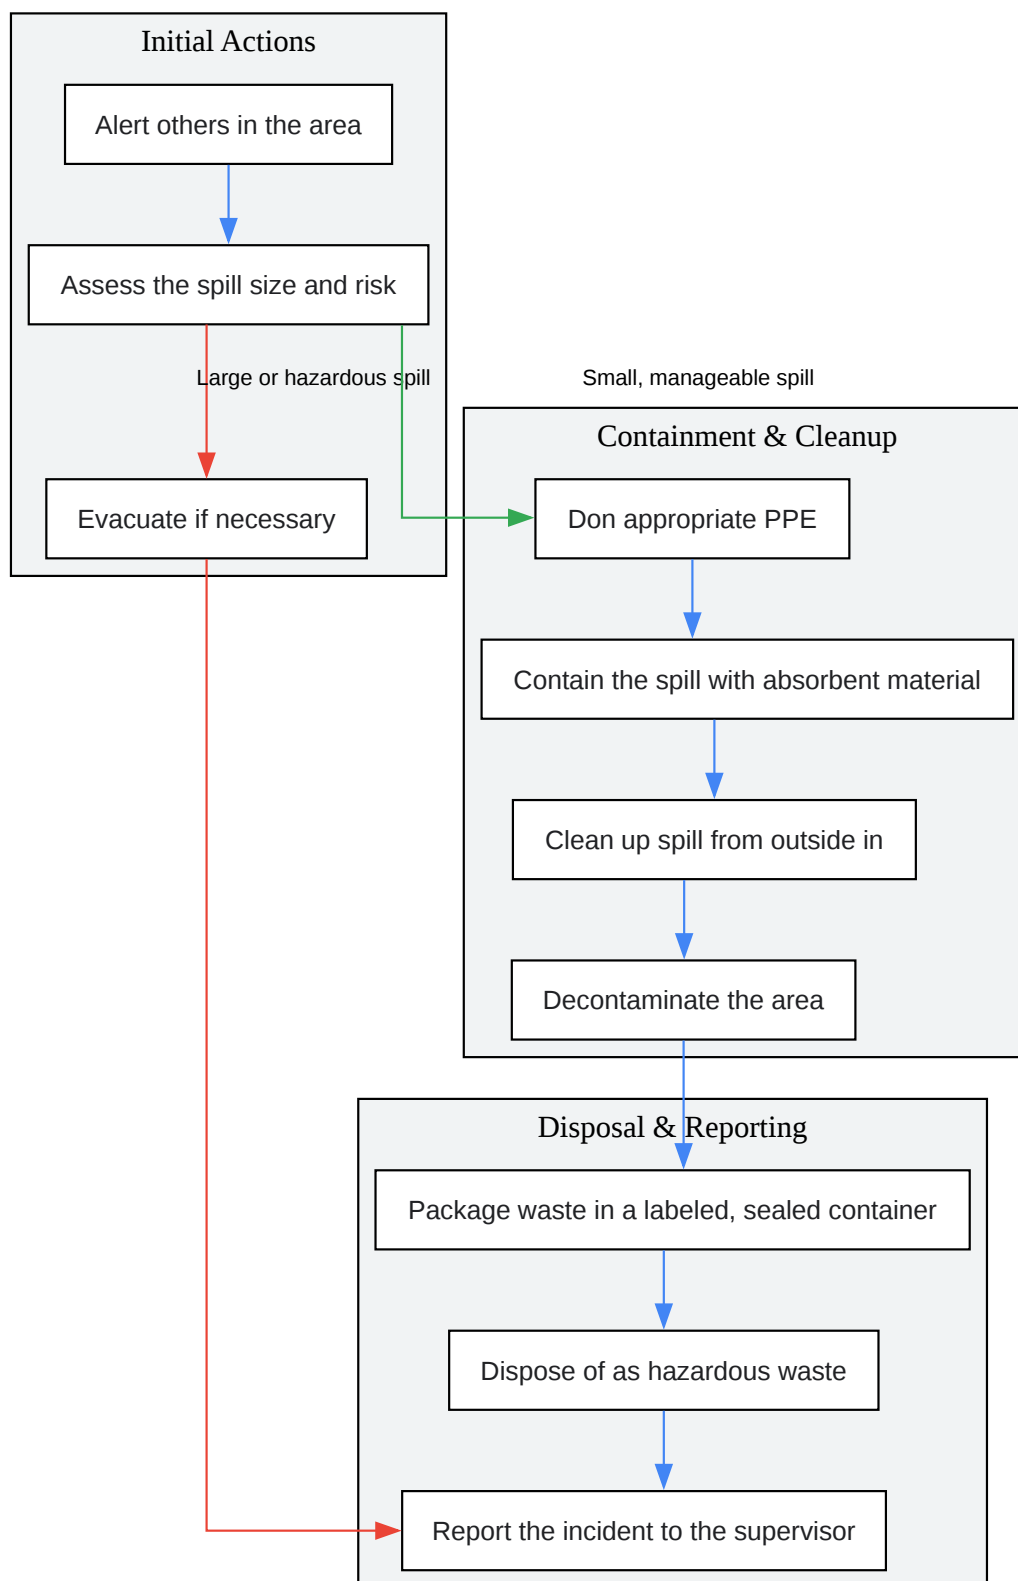 Initial Actions
Alert others in the area
Assess the spill size and risk
Large or hazardous spill
Small, manageable spill
Evacuate if necessary
Containment & Cleanup
Don appropriate PPE
Contain the spill with absorbent material
Clean up spill from outside in
Decontaminate the area
Disposal & Reporting
Package waste in a labeled, sealed container
Dispose of as hazardous waste
Report the incident to the supervisor